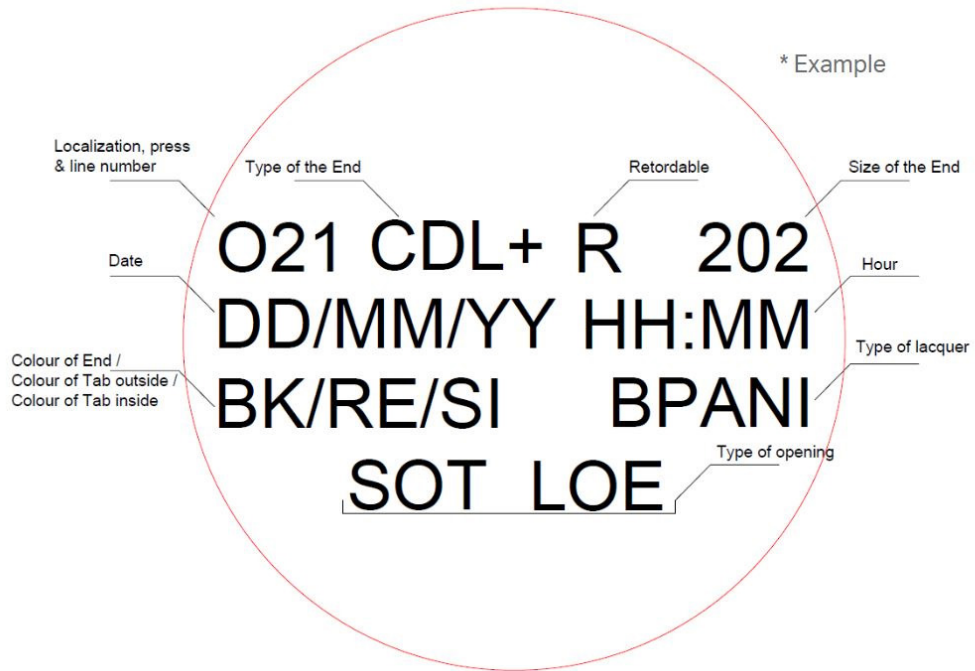 * Example
Localization, press
& line number
Type of the End
Retordable
Size of the End
O21 CDL+ R 202
Date
Hour
DD/MM/YY HH:MM
Colour of End /
Colour of Tab outside /
Colour of Tab inside
Type of lacquer
BK/RE/SI BPANI
Type of opening
SOT LOE